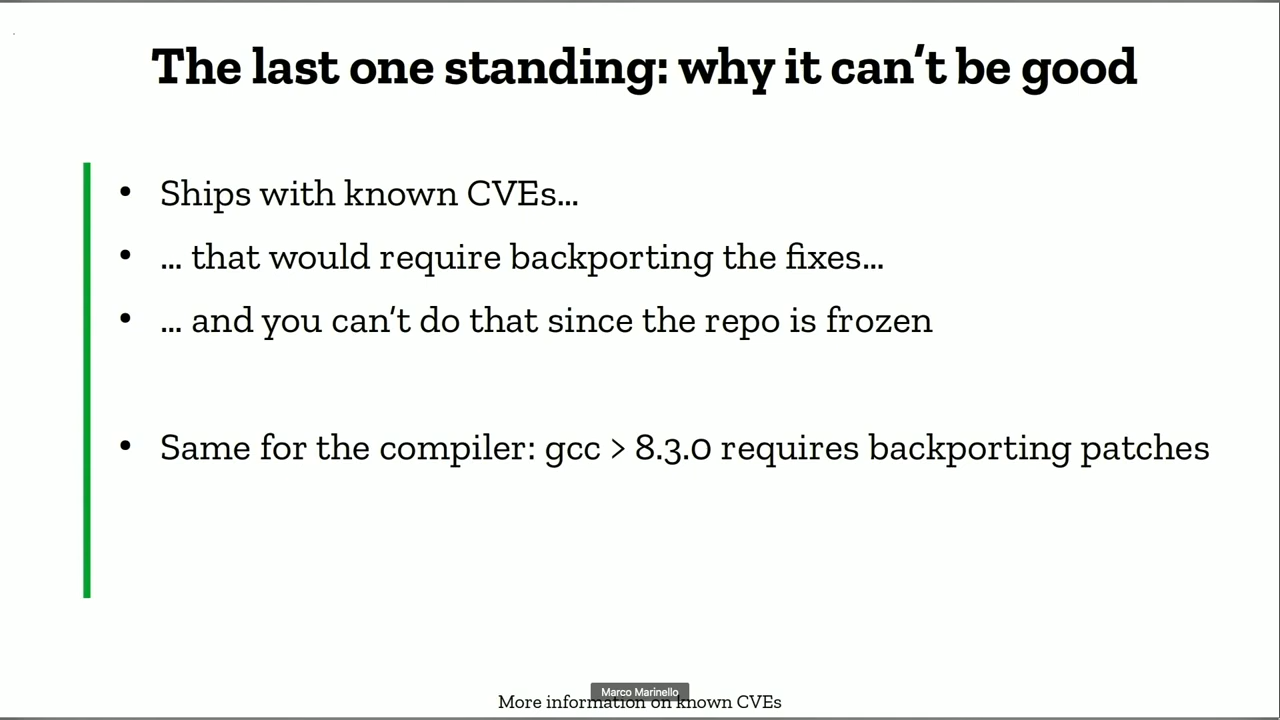 The last one standing: why it can't be good
• Ships with known CVEs…
• … that would require backporting the fixes…
• … and you can't do that since the repo is frozen
• Same for the compiler: gcc > 8.3.0 requires backporting patches
Marco Marinello
More information on known CVEs